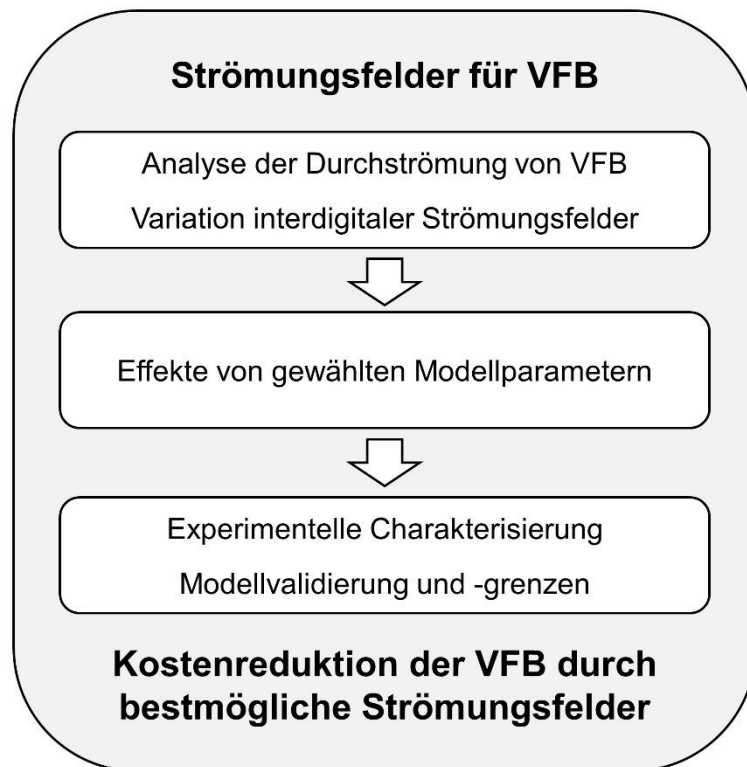 Strömungsfelder für VFB
Analyse der Durchströmung von VFB
Variation interdigitaler Strömungsfelder
Effekte von gewählten Modellparametern
Experimentelle Charakterisierung
Modellvalidierung und -grenzen
Kostenreduktion der VFB durch
bestmögliche Strömungsfelder